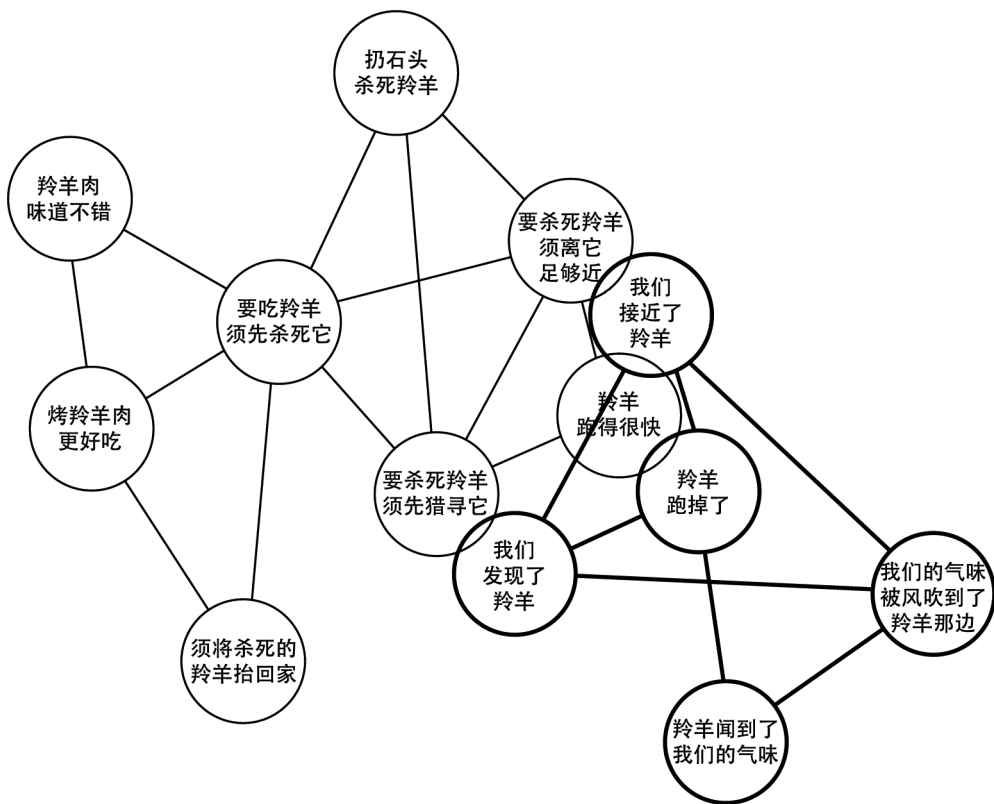 扔石头
杀死羚羊
羚羊肉
味道不错
要杀死羚羊
须离它
足够近
要吃羚羊
须先杀死它
我们
接近了
羚羊
烤羚羊肉
更好吃
羚羊
跑得很快
要杀死羚羊
须先猎寻它
羚羊
跑掉了
我们
发现了
羚羊
我们的气味
被风吹到了
羚羊那边
须将杀死的
羚羊抬回家
羚羊闻到了
我们的气味